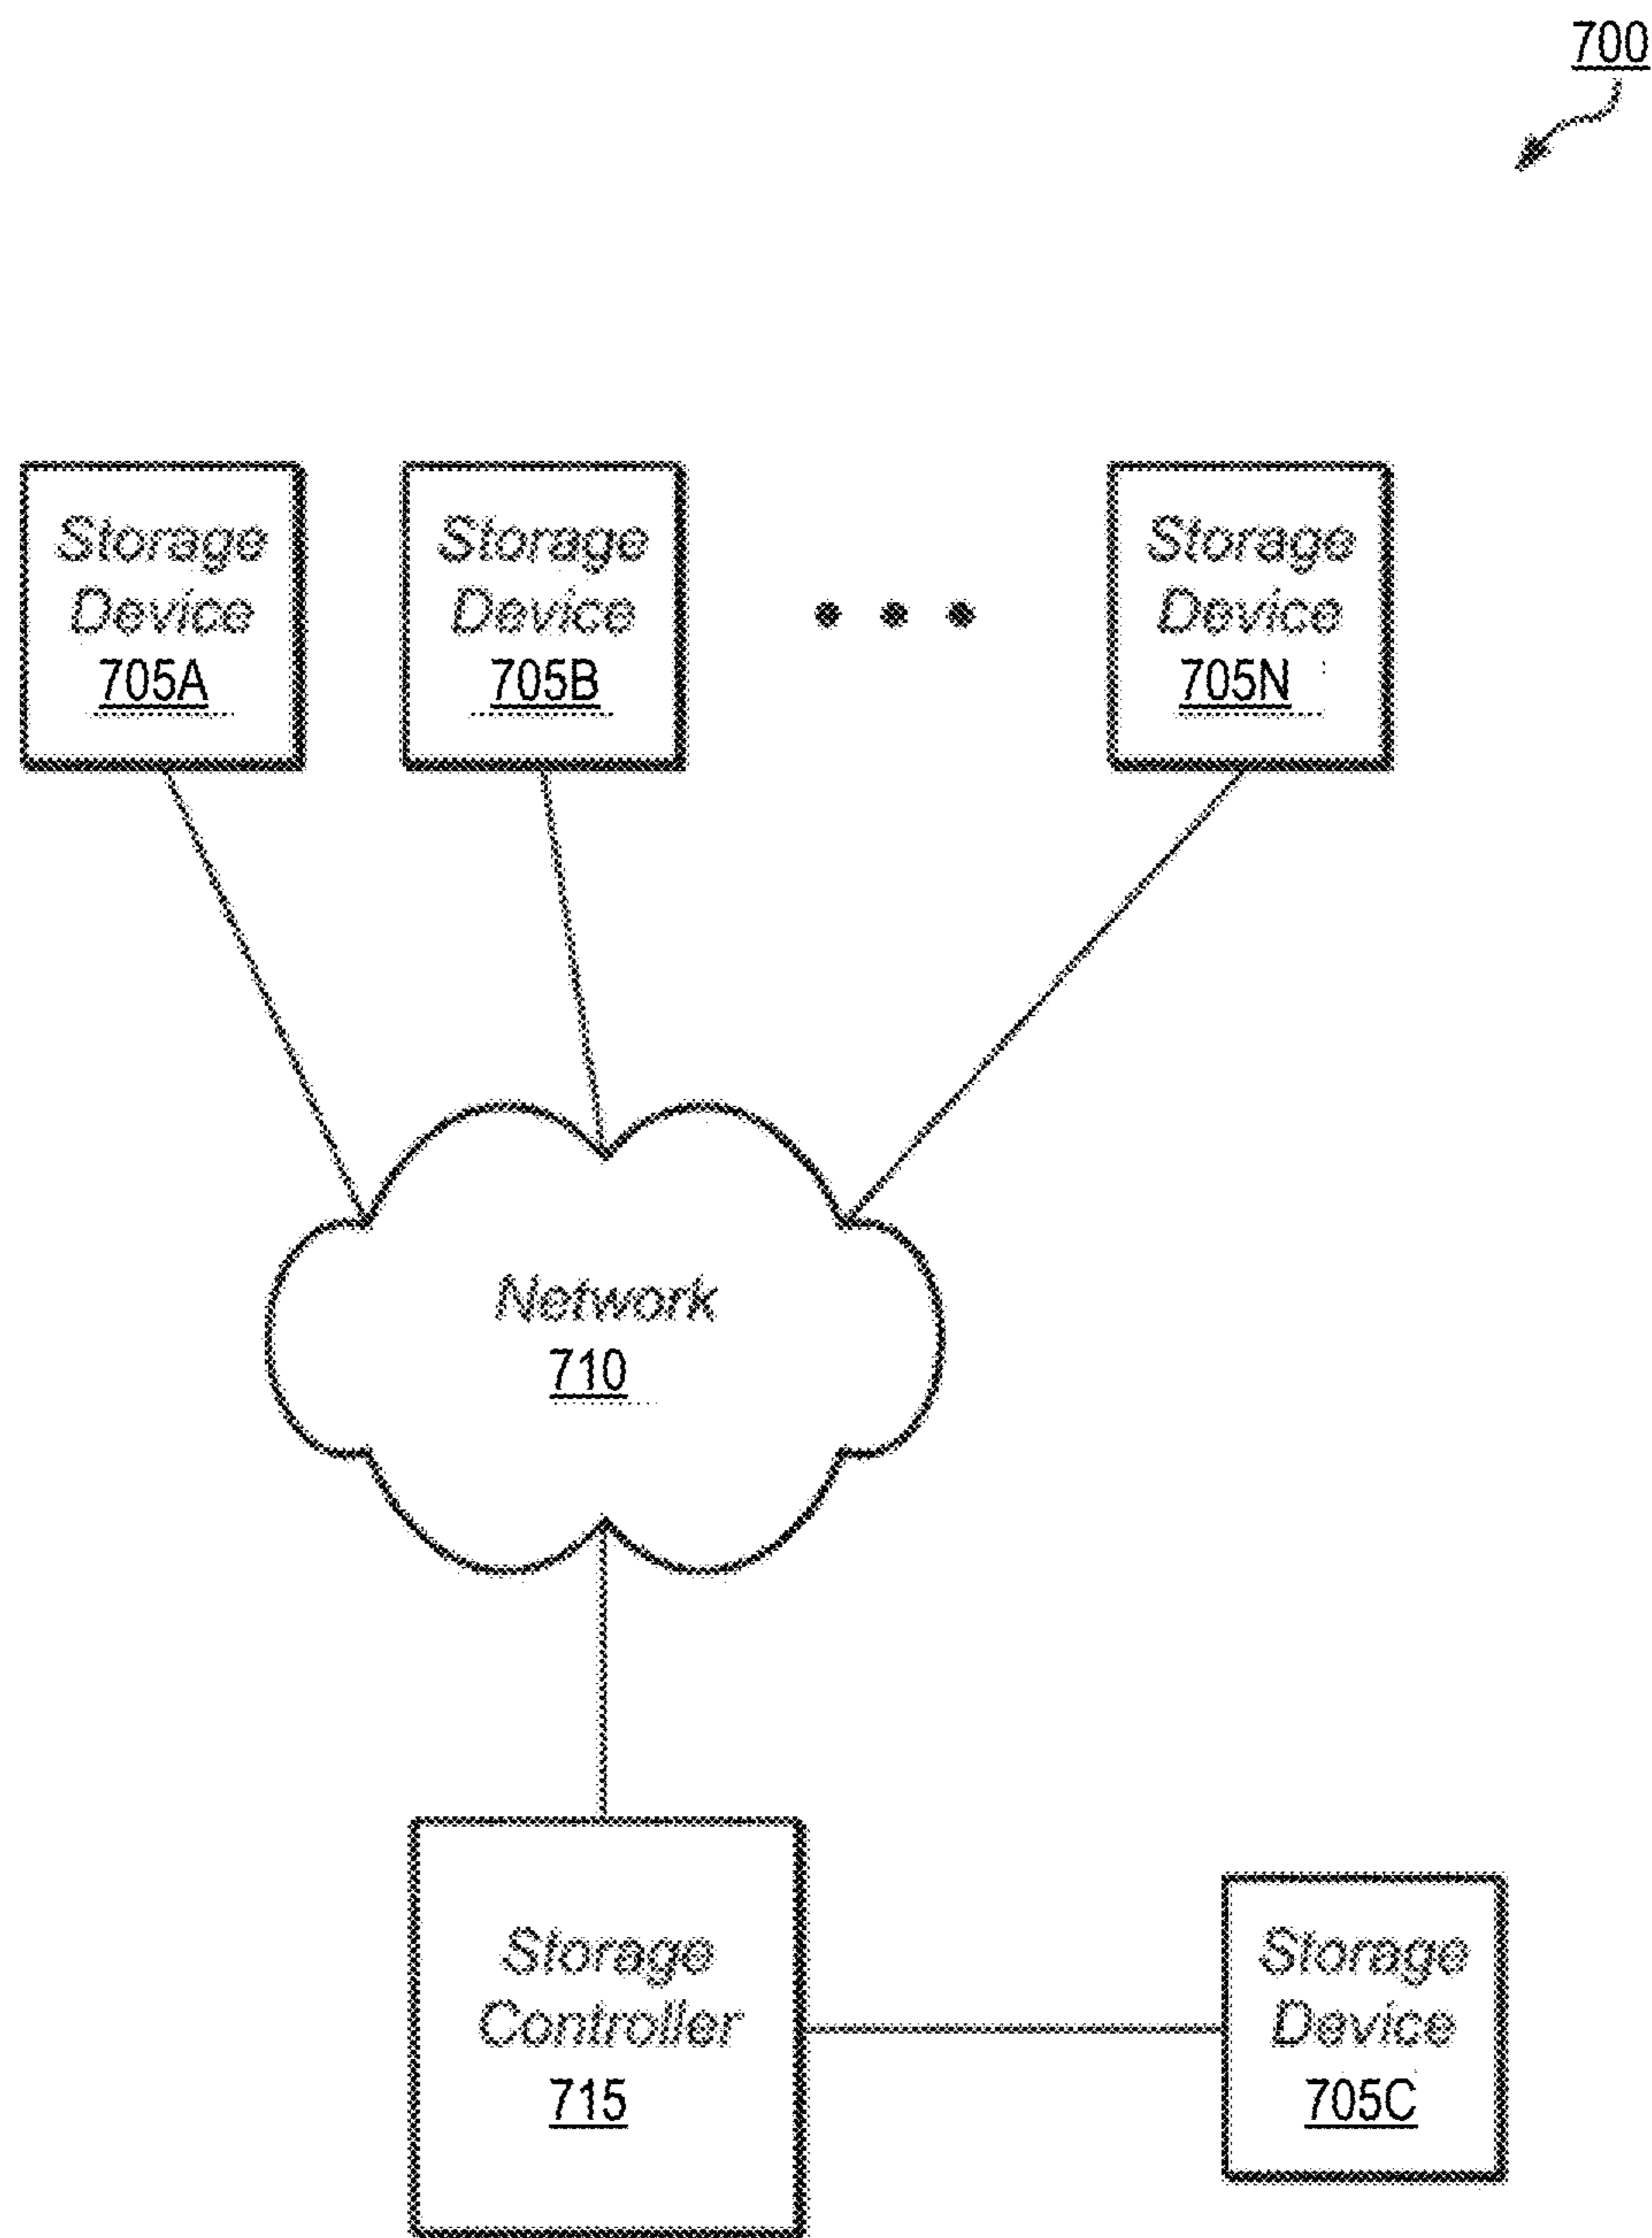 700
Storage
Device
705A
Storage
Device
705B
Storage
Device
705N
Network
710
Storage
Controller
715
Storage
Device
705C